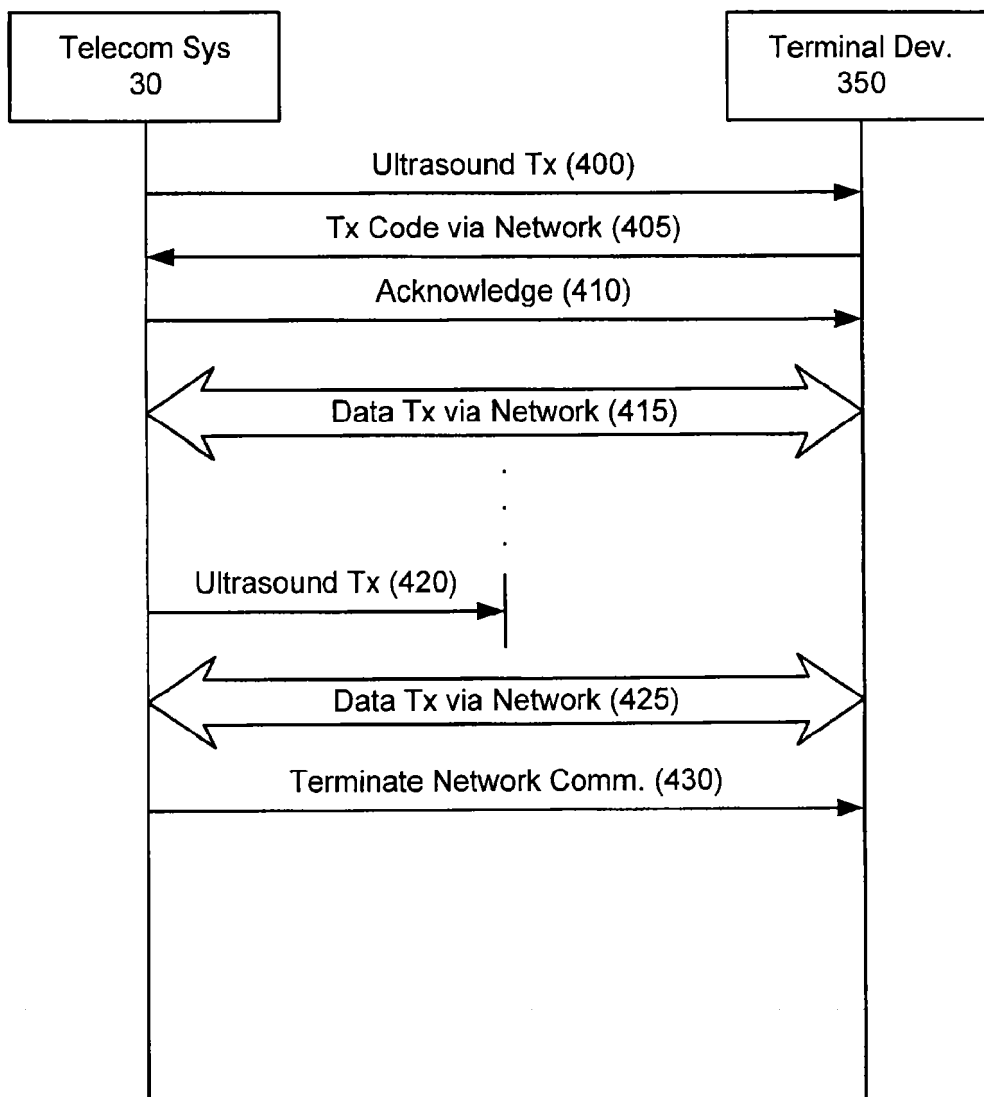 Telecom Sys
30
Terminal Dev.
350
Ultrasound Tx (400)
Tx Code via Network (405)
Acknowledge (410)
Data Tx via Network (415)
Ultrasound Tx (420)
Data Tx via Network (425)
Terminate Network Comm. (430)